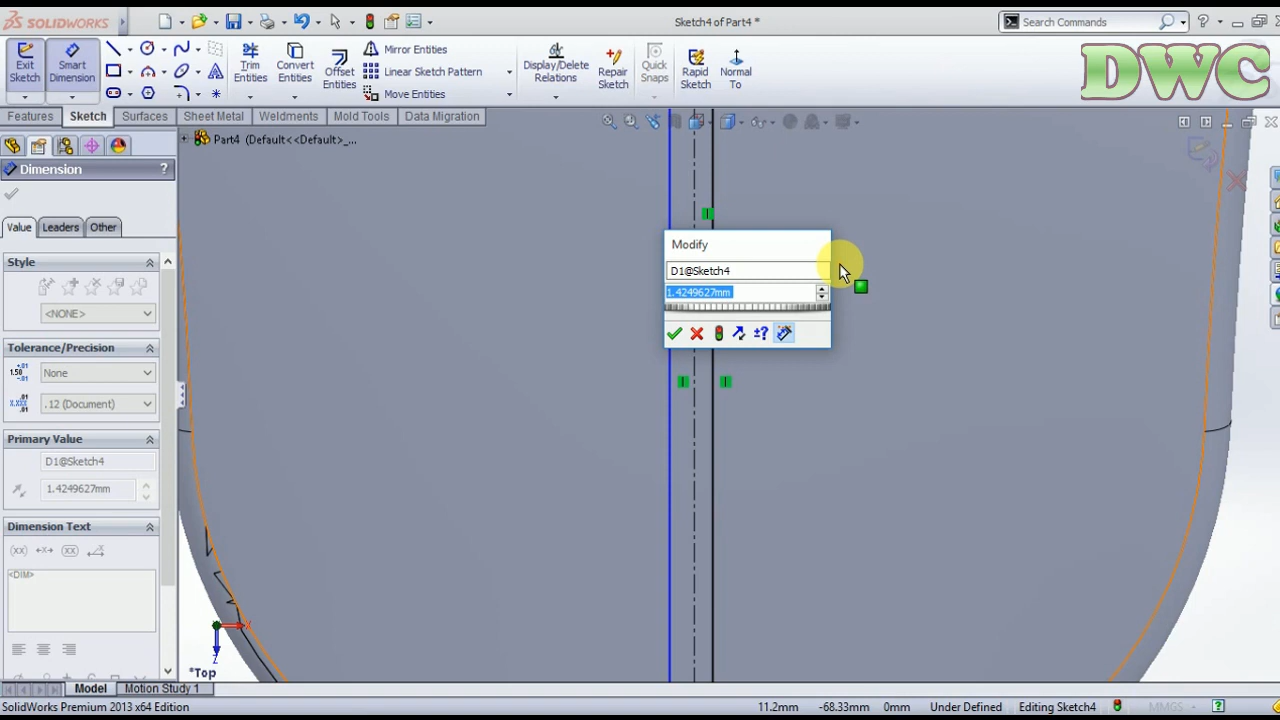 SOLIDWORKS
Sketch4 of Part4 *
Search Commands
DWC
Exit Sketch
Smart Dimension
Trim Entities
Convert Entities
Offset Entities
Mirror Entities
Linear Sketch Pattern
Move Entities
Display/Delete Relations
Repair Sketch
Quick Snaps
Rapid Sketch
Normal To
Features Sketch Surfaces Sheet Metal Weldments Mold Tools Data Migration
Part4 (Default<<Default>_...
Dimension ?
Value Leaders Other
Style
<NONE>
Tolerance/Precision
None
.12 (Document)
Primary Value
D1@Sketch4
1.4249627mm
Dimension Text
<DIM>
Modify
D1@Sketch4
1.4249627mm
X
Z
*Top
Model Motion Study 1
SolidWorks Premium 2013 x64 Edition
11.2mm -68.33mm 0mm Under Defined Editing Sketch4 MMGS